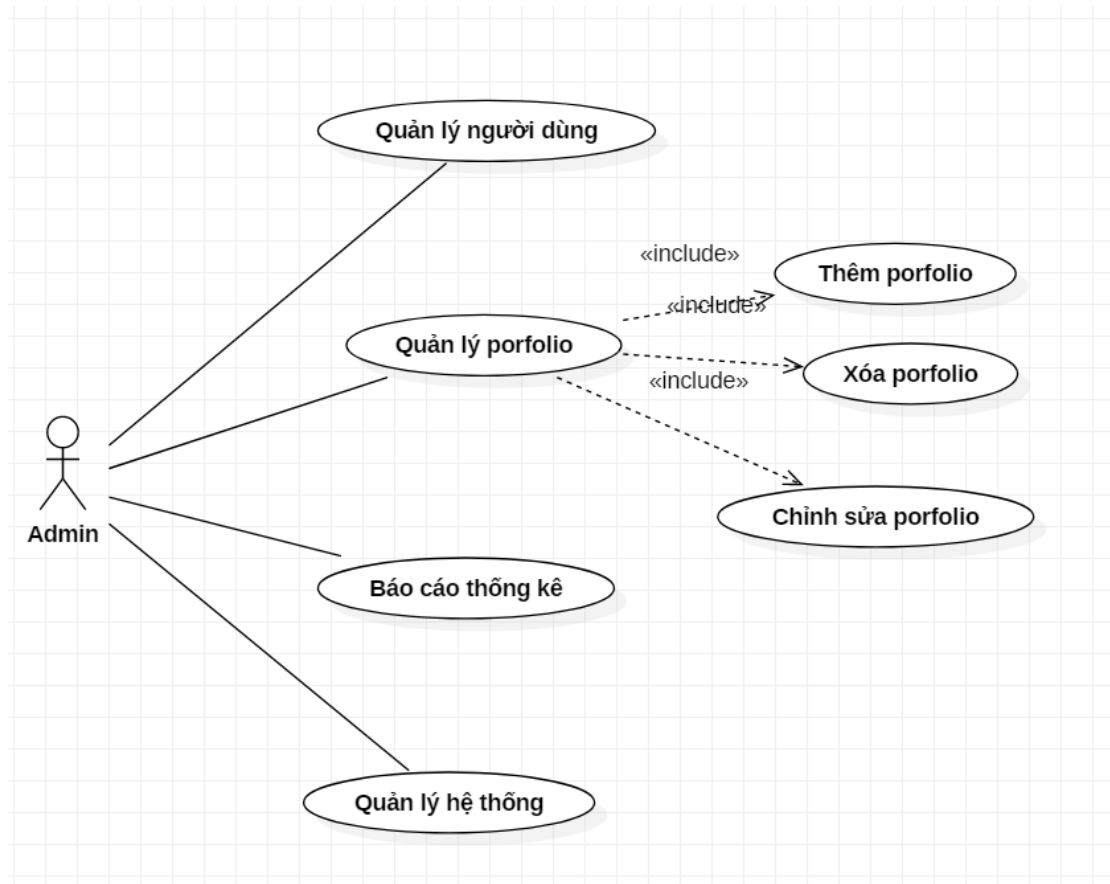 Quản lý người dùng
«include»
Thêm porfolio
«include»
Quản lý porfolio
Xóa porfolio
«include»
Chỉnh sửa porfolio
Admin
Báo cáo thống kê
Quản lý hệ thống